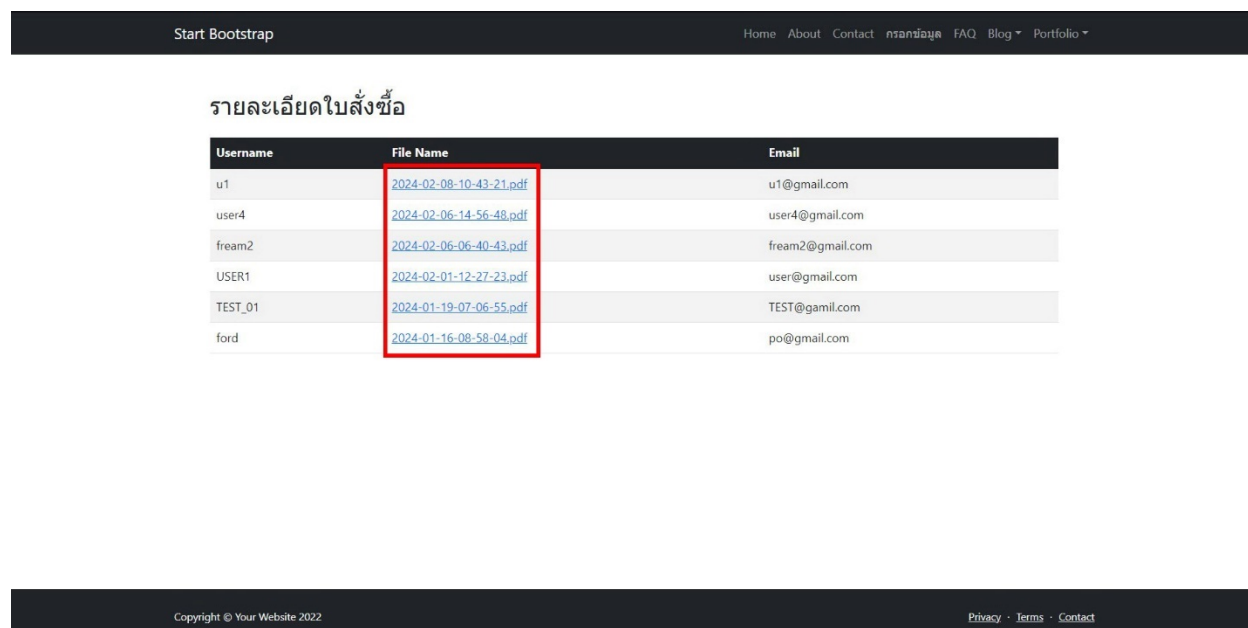 Start Bootstrap Home About Contact กรอกข้อมูล FAQ Blog Portfolio
รายละเอียดใบสั่งซื้อ
Username File Name Email
u1 2024-02-08-10-43-21.pdf u1@gmail.com
user4 2024-02-06-14-56-48.pdf user4@gmail.com
fream2 2024-02-06-06-40-43.pdf fream2@gmail.com
USER1 2024-02-01-12-27-23.pdf user@gmail.com
TEST_01 2024-01-19-07-06-55.pdf TEST@gamil.com
ford 2024-01-16-08-58-04.pdf po@gmail.com
Copyright © Your Website 2022 Privacy · Terms · Contact